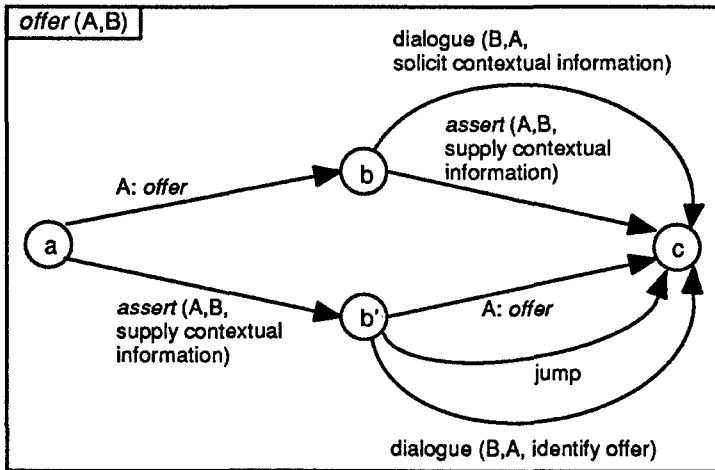 offer (A,B)
dialogue (B,A,
solicit contextual information)
assert (A,B,
supply contextual
information)
A: offer
b
a
c
assert (A,B,
supply contextual
information)
b'
A: offer
jump
dialogue (B,A, identify offer)